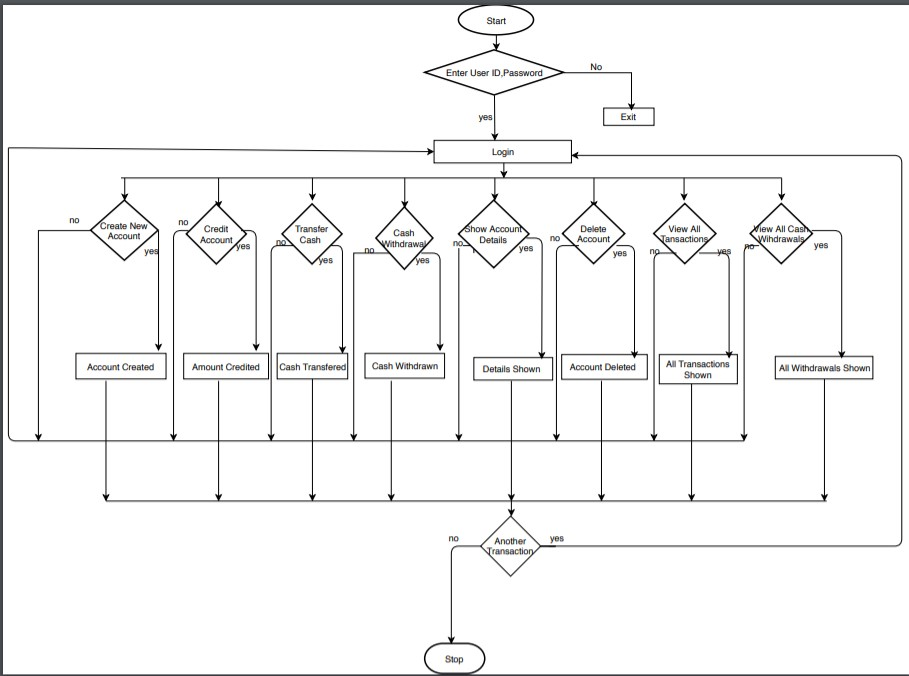 Start
Enter User ID,Password
No
Exit
yes
Login
no
Create New
Account
yes
no
Credit
Account
yes
no
Transfer
Cash
yes
no
Cash
Withdrawal
yes
no
Show Account
Details
yes
no
Delete
Account
yes
no
View All
Tansactions
yes
no
View All Cash
Wihdrawals
yes
Account Created
Amount Credited
Cash Transfered
Cash Withdrawn
Details Shown
Account Deleted
All Transactions
Shown
All Withdrawals Shown
no
Another
Transaction
yes
Stop